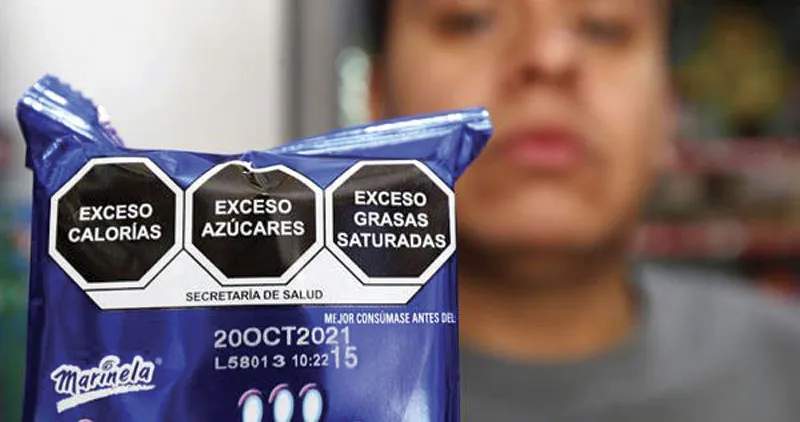 EXCESO
CALORÍAS
EXCESO
AZÚCARES
EXCESO
GRASAS
SATURADAS
SECRETARÍA DE SALUD
MEJOR CONSÚMASE ANTES DEL:
20OCT2021
L58013 10:22 15
Marinela